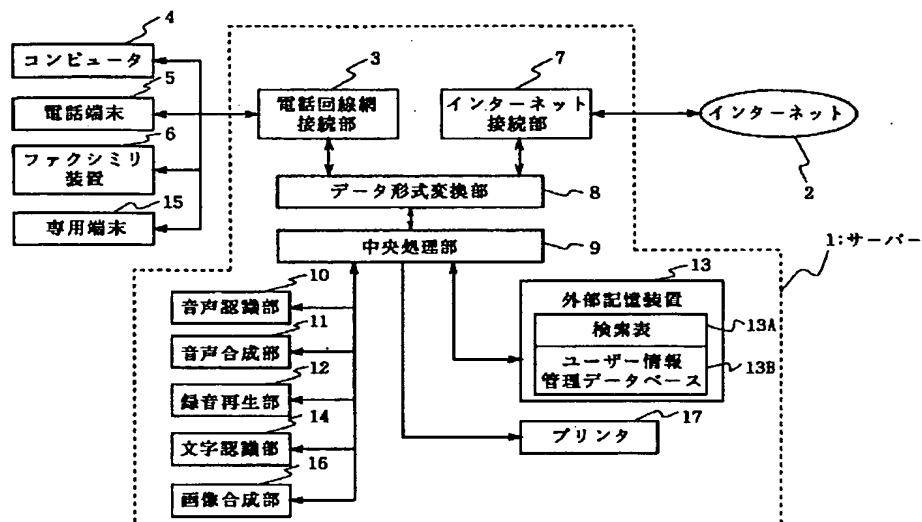 4
コンピュータ
5
電話端末
6
ファクシミリ
装置
15
専用端末
3
電話回線網
接続部
7
インターネット
接続部
インターネット
2
データ形式変換部
8
中央処理部
9
1:サーバー
10
音声認識部
11
音声合成部
12
録音再生部
14
文字認識部
16
画像合成部
13
外部記憶装置
検索表
13A
ユーザー情報
管理データベース
13B
17
プリンタ